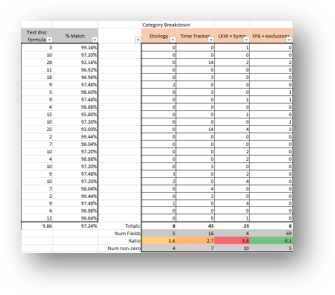 Category Breakdown
Test dist formula % Match Etiology Time Tracker LKW + Symp tPA + exclusion
3 99.16% 0 0 1 0
10 97.20% 0 0 0 0
28 92.16% 0 14 2 2
11 96.92% 0 0 0 0
18 94.96% 0 3 0 0
9 97.48% 2 0 0 0
5 98.60% 0 3 0 1
9 97.48% 0 0 1 1
4 98.88% 0 0 0 0
15 95.80% 0 0 1 0
10 97.20% 0 0 0 1
25 93.00% 0 14 4 3
2 99.44% 0 0 0 0
7 98.04% 0 0 0 0
10 97.20% 0 0 2 0
4 98.88% 0 0 2 0
10 97.20% 0 3 0 0
9 97.48% 3 0 2 0
10 97.20% 2 0 4 0
7 98.04% 0 4 0 0
2 99.44% 0 2 0 0
9 97.48% 1 0 4 0
4 98.88% 0 0 0 0
12 96.64% 0 0 1 0
9.86 97.24% Totals: 8 43 23 8
Num Fields 5 16 4 69
Ratio 1.6 2.7 5.8 0.1
Num non-zero 4 7 10 5